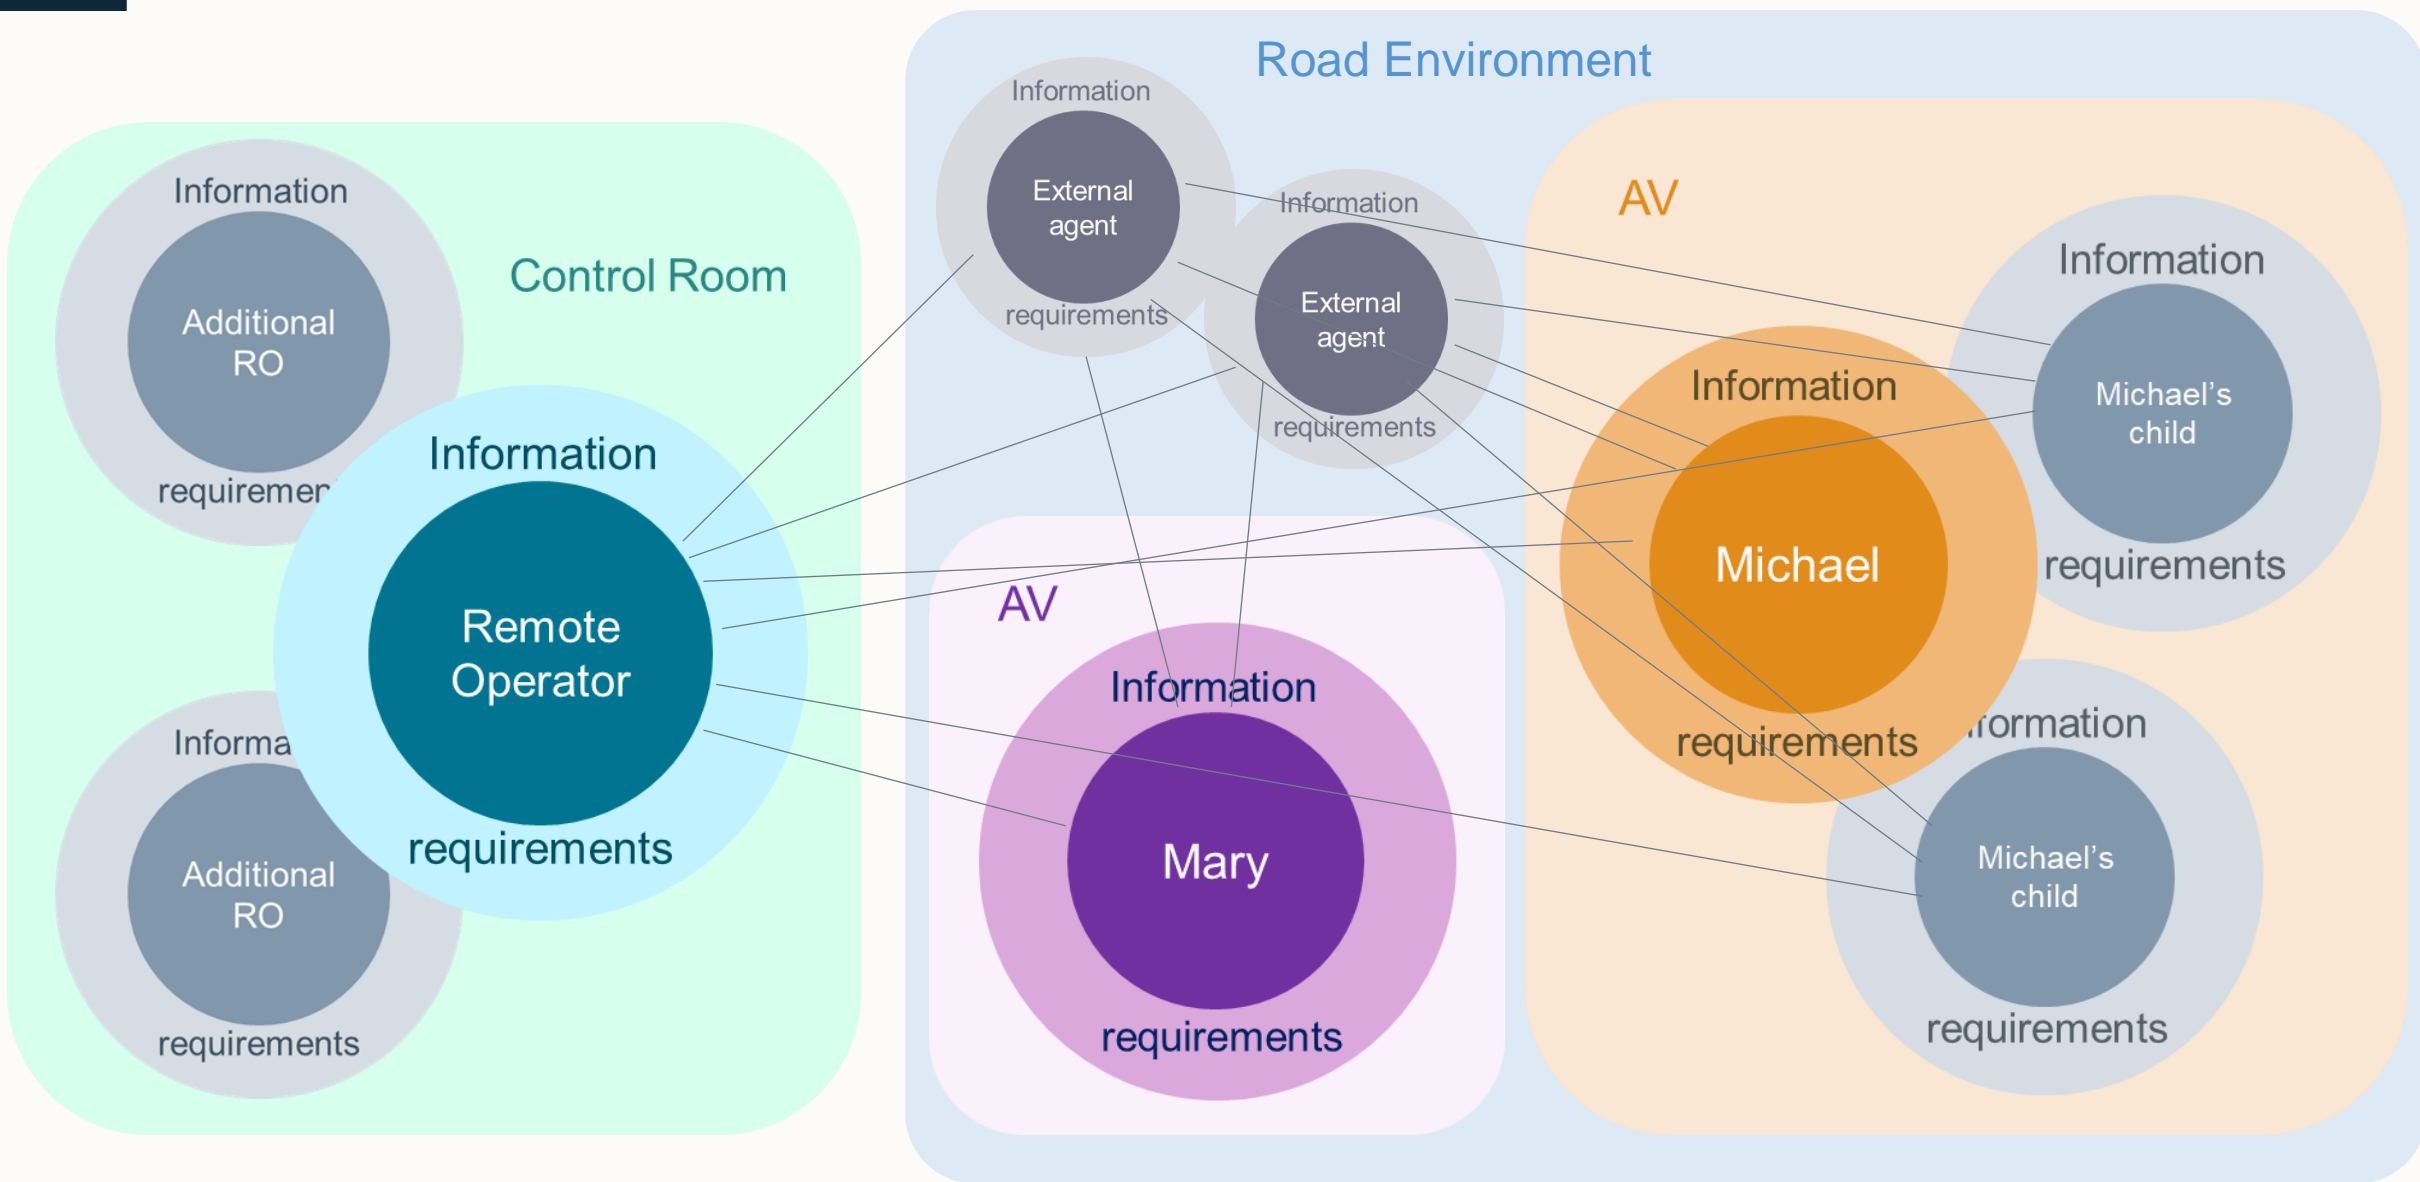 Road Environment
Control Room
Information
Additional
RO
requiremen
Information
Remote
Operator
requirements
Informa
Additional
RO
requirements
Information
External
agent
requirements
Information
External
agent
requirements
AV
Information
Mary
requirements
AV
Information
Michael
requirements
Information
Michael’s
child
requirements
formation
Michael’s
child
requirements